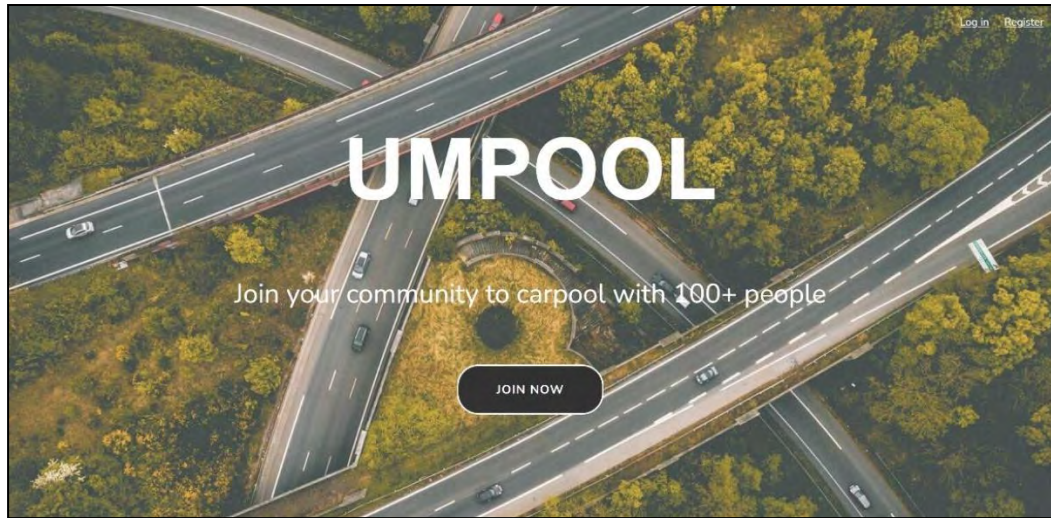 Log in Register
UMPOOL
Join your community to carpool with 100+ people
JOIN NOW